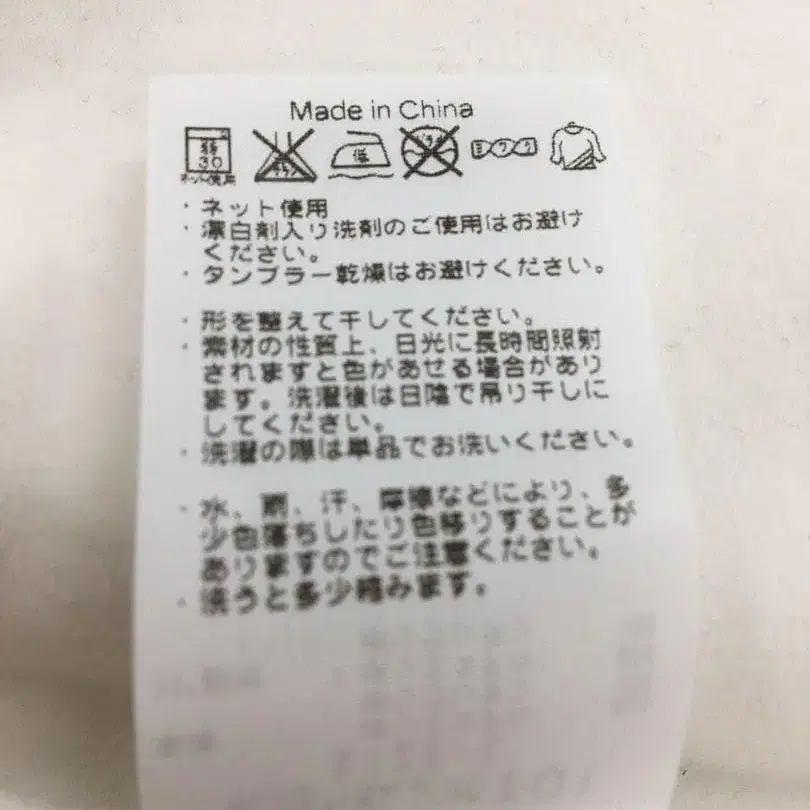 Made in China
弱
30
ネット使用
低
・ネット使用
・漂白剤入り洗剤のご使用はお避け
ください。
・タンブラー乾燥はお避けください。
・形を整えて干してください。
・素材の性質上、日光に長時間照射
されますと色があせる場合があり
ます。洗濯後は日陰で吊り干しに
してください。
・洗濯の際は単品でお洗いください。
・水、雨、汗、摩擦などにより、多
少色落ちしたり色移りすることが
ありますのでご注意ください。
・洗うと多少縮みます。